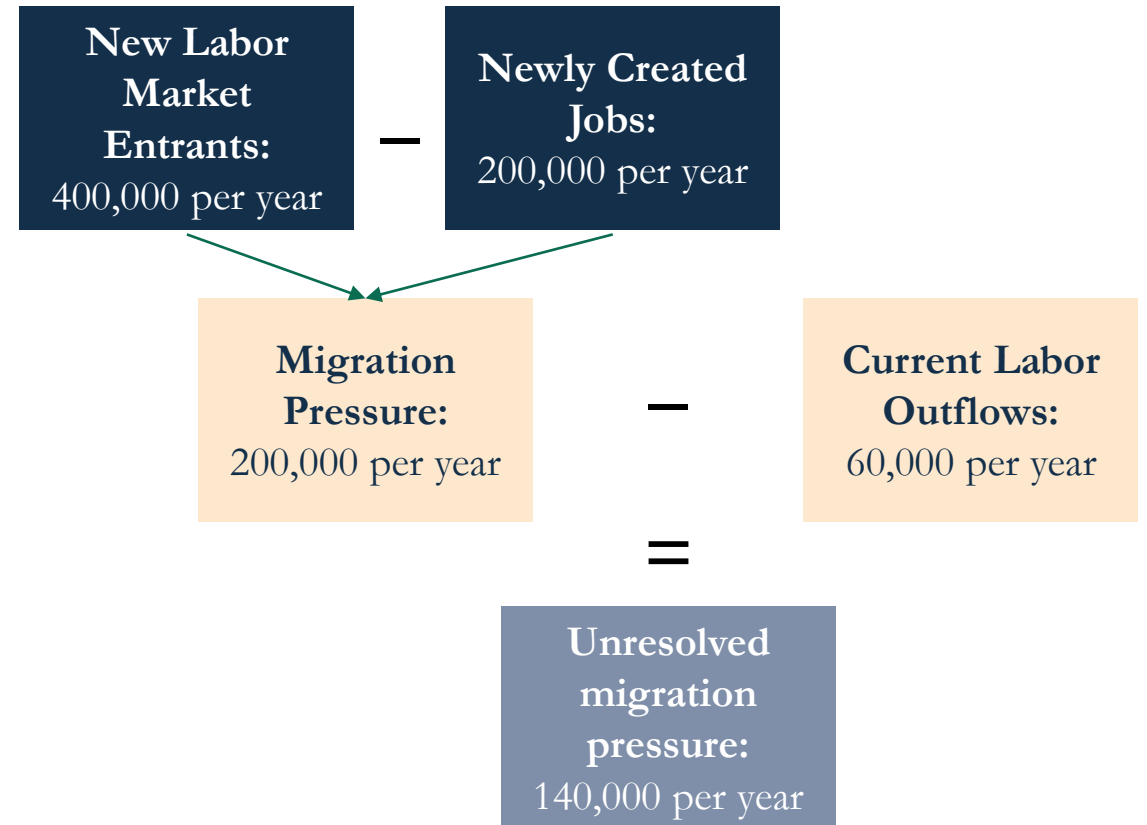 New Labor
Market
Entrants:
400,000 per year
–
Newly Created
Jobs:
200,000 per year
Migration
Pressure:
200,000 per year
–
Current Labor
Outflows:
60,000 per year
=
Unresolved
migration
pressure:
140,000 per year